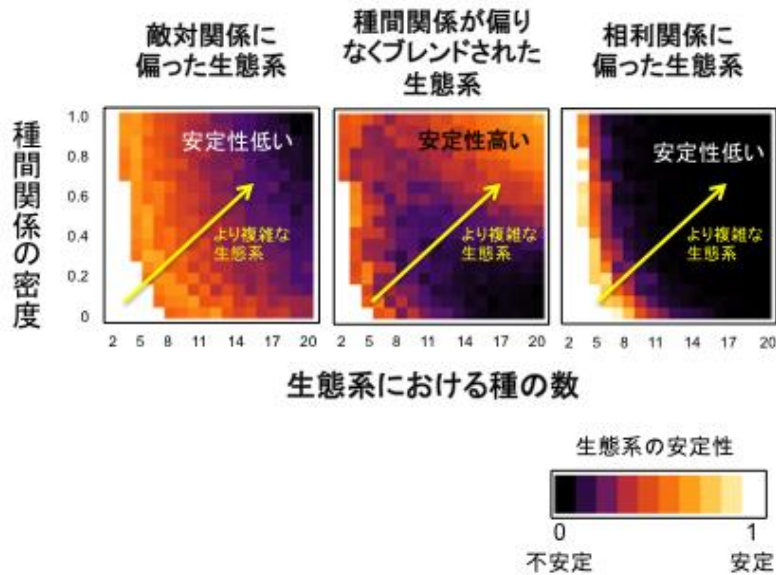 敵対関係に
偏った生態系
種間関係が偏り
なくブレンドされた
生態系
相利関係に
偏った生態系
種間関係の密度
1.0
0.8
0.6
0.4
0.2
0
安定性低い
より複雑な
生態系
安定性高い
より複雑な
生態系
安定性低い
より複雑な
生態系
2 5 8 11 14 17 20
2 5 8 11 14 17 20
2 5 8 11 14 17 20
生態系における種の数
生態系の安定性
0 1
不安定 安定